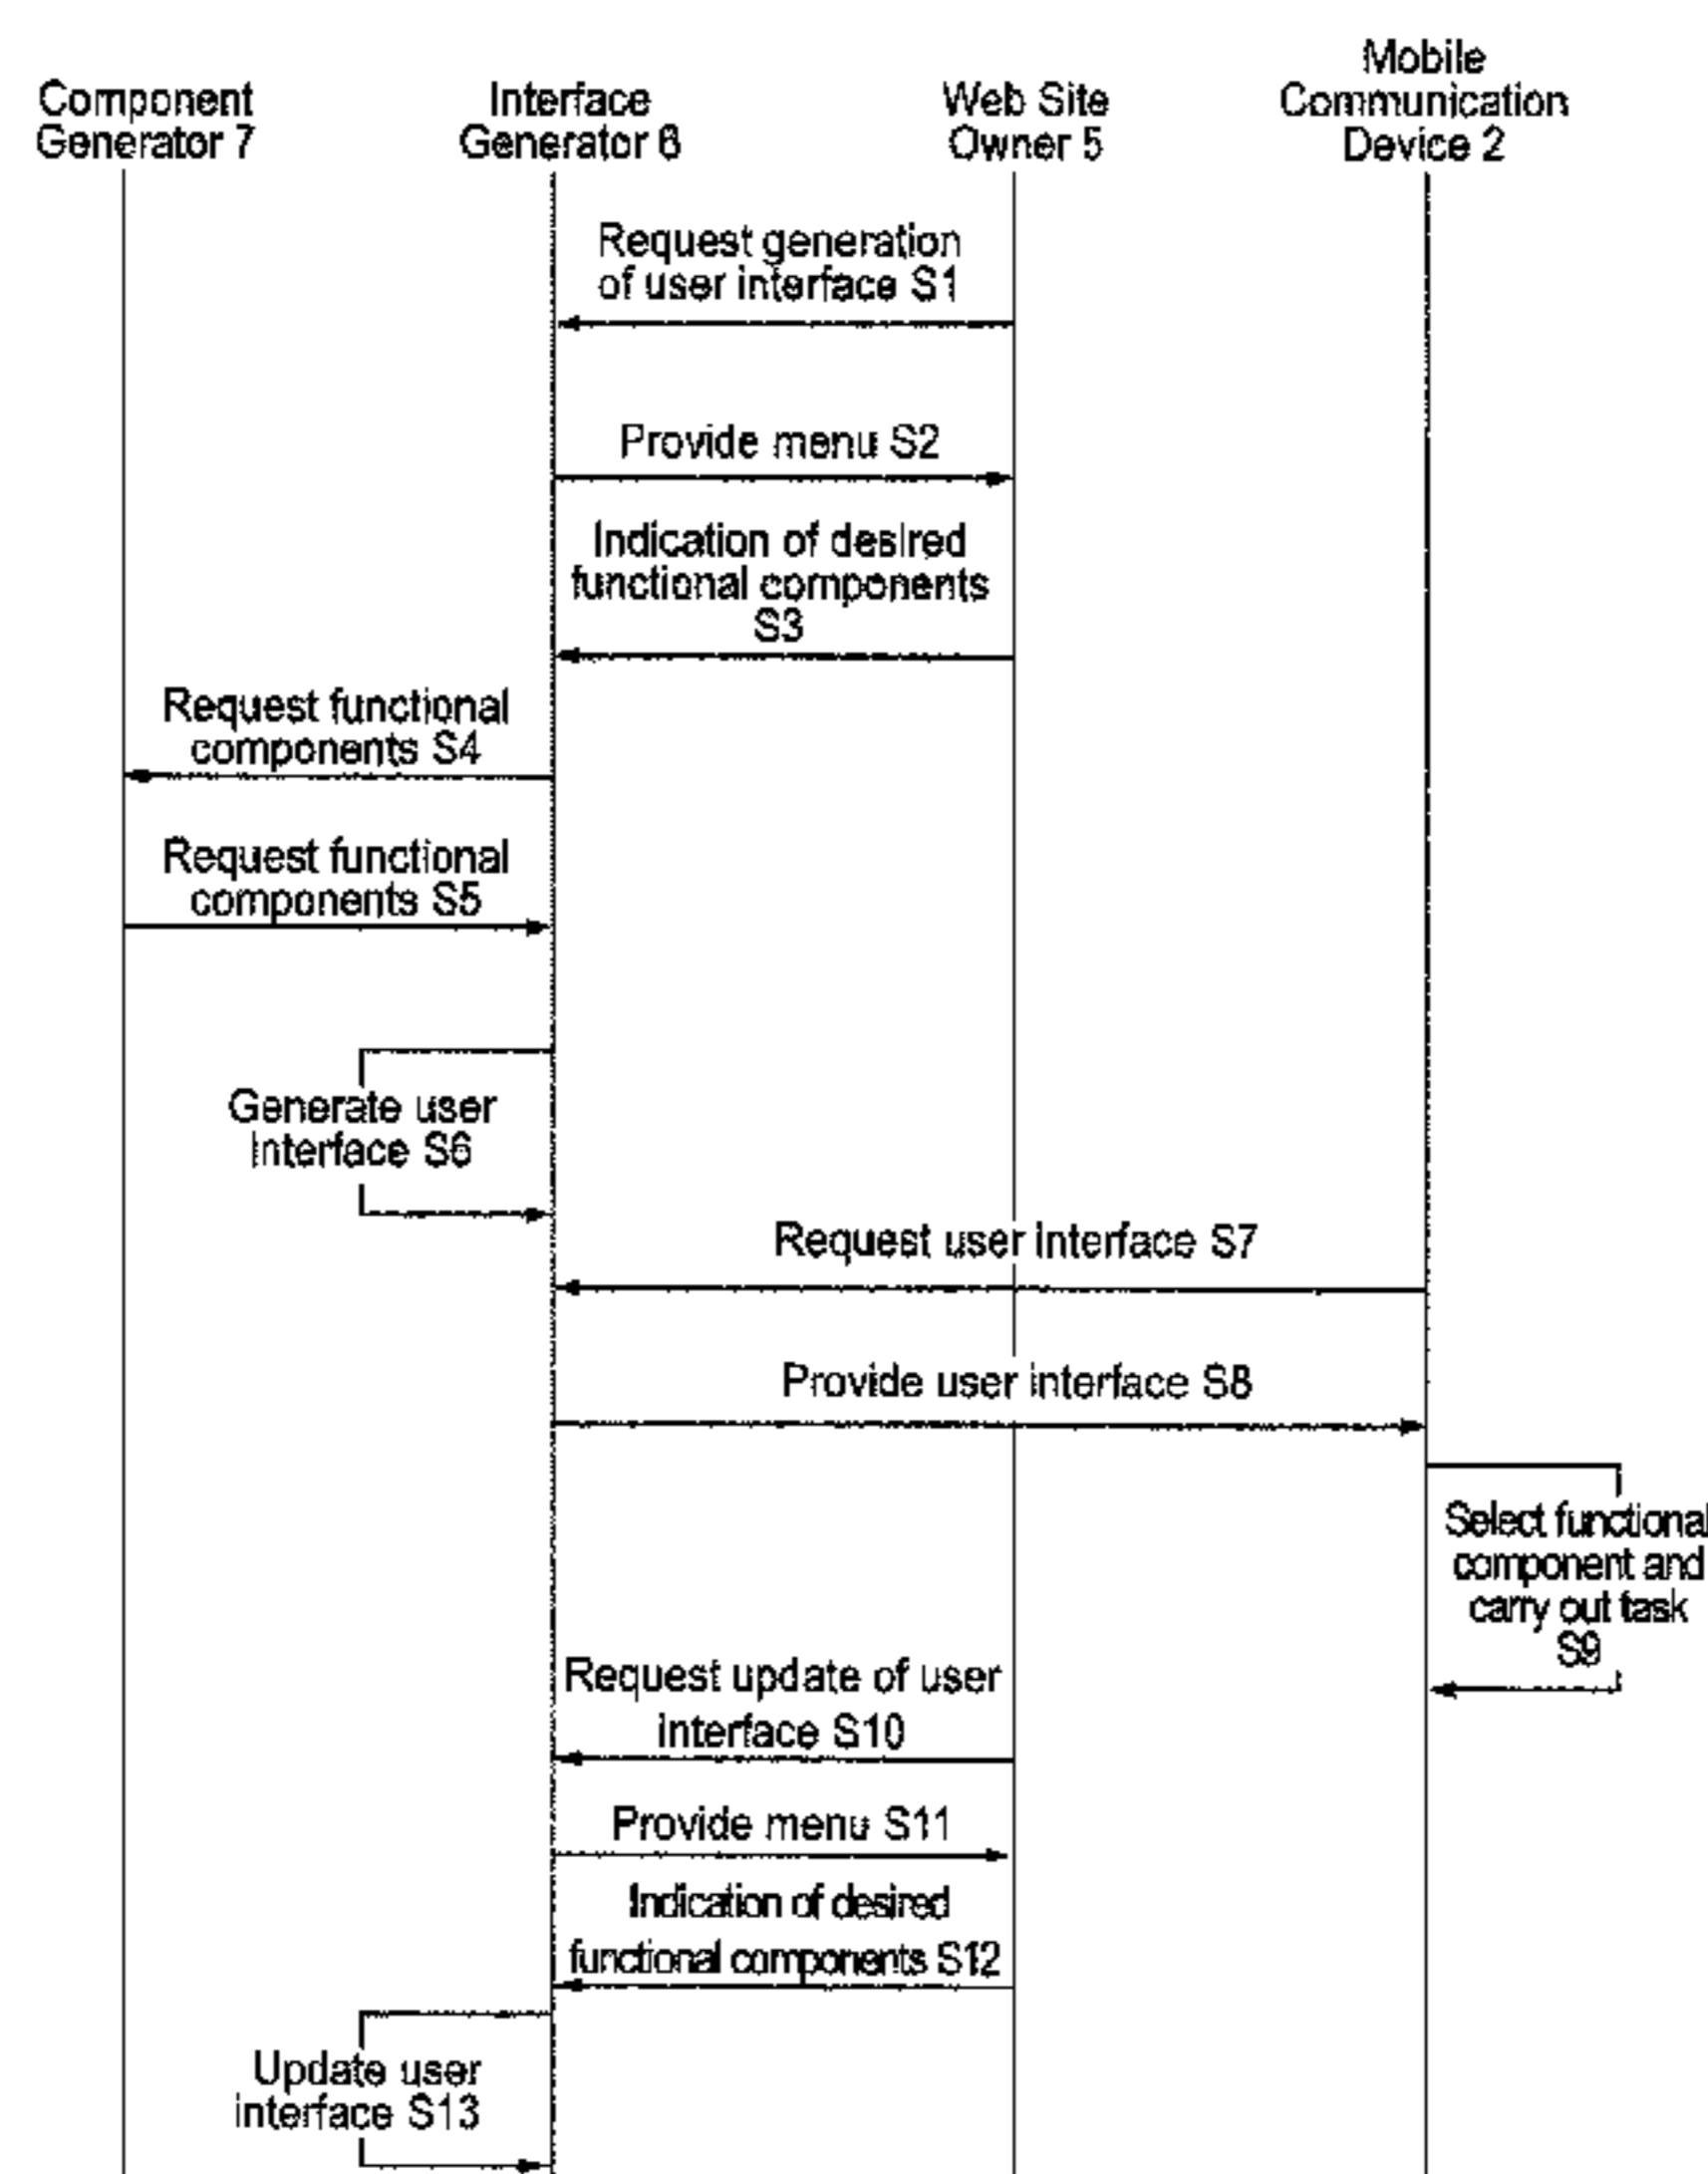 Component
Generator 7
Interface
Generator 6
Web Site
Owner 5
Mobile
Communication
Device 2
Request generation
of user interface S1
Provide menu S2
Indication of desired
functional components
S3
Request functional
components S4
Request functional
components S5
Generate user
interface S6
Request user interface S7
Provide user interface S8
Select functional
component and
carry out task
S9
Request update of user
interface S10
Provide menu S11
Indication of desired
functional components S12
Update user
interface S13